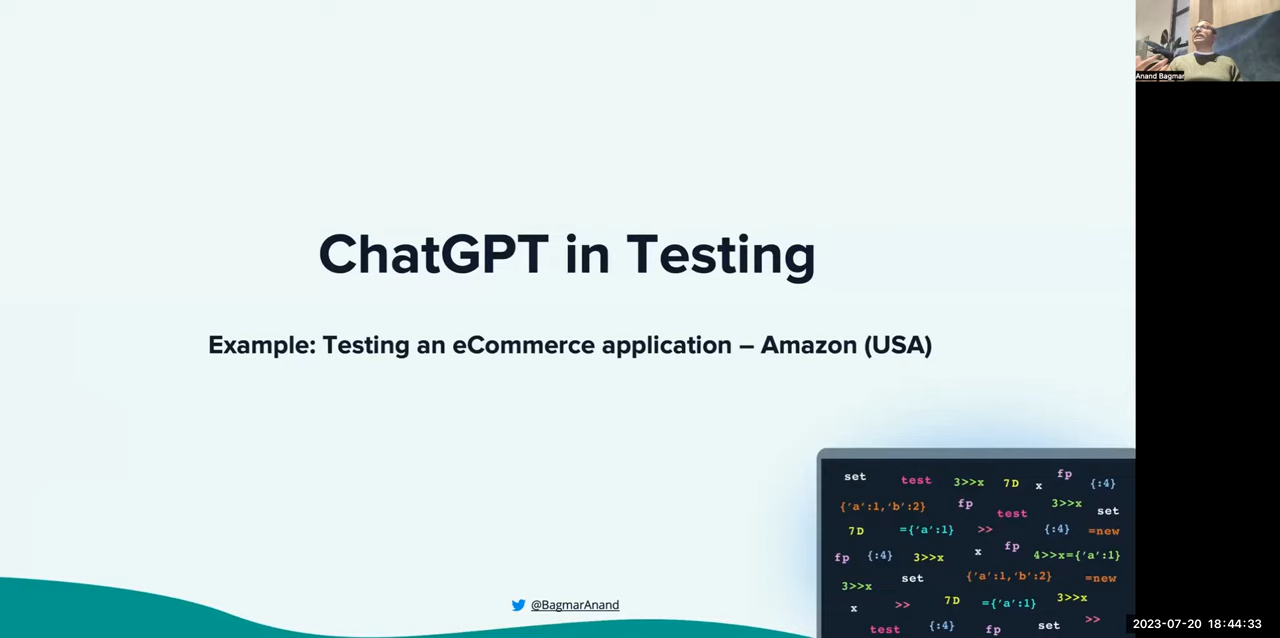 Anand Bagmar
ChatGPT in Testing
Example: Testing an eCommerce application – Amazon (USA)
set test 3>>x 7D x fp {:4}
{'a':1,'b':2} fp test 3>>x set
7D ={'a':1} >> {:4} =new
fp {:4} 3>>x x fp 4>>x={'a':1}
3>>x set {'a':1,'b':2} =new
x >> 7D ={'a':1} 3>>x
test {:4} fp set >>
@BagmarAnand
2023-07-20 18:44:33